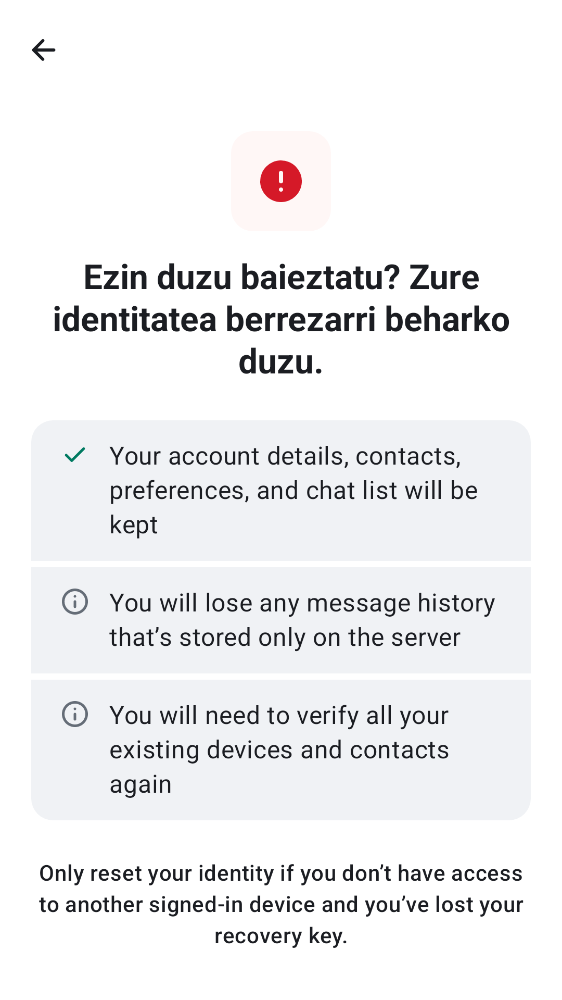 Ezin duzu baieztatu? Zure
identitatea berrezarri beharko
duzu.
Your account details, contacts,
preferences, and chat list will be
kept
You will lose any message history
that’s stored only on the server
You will need to verify all your
existing devices and contacts
again
Only reset your identity if you don’t have access
to another signed-in device and you’ve lost your
recovery key.